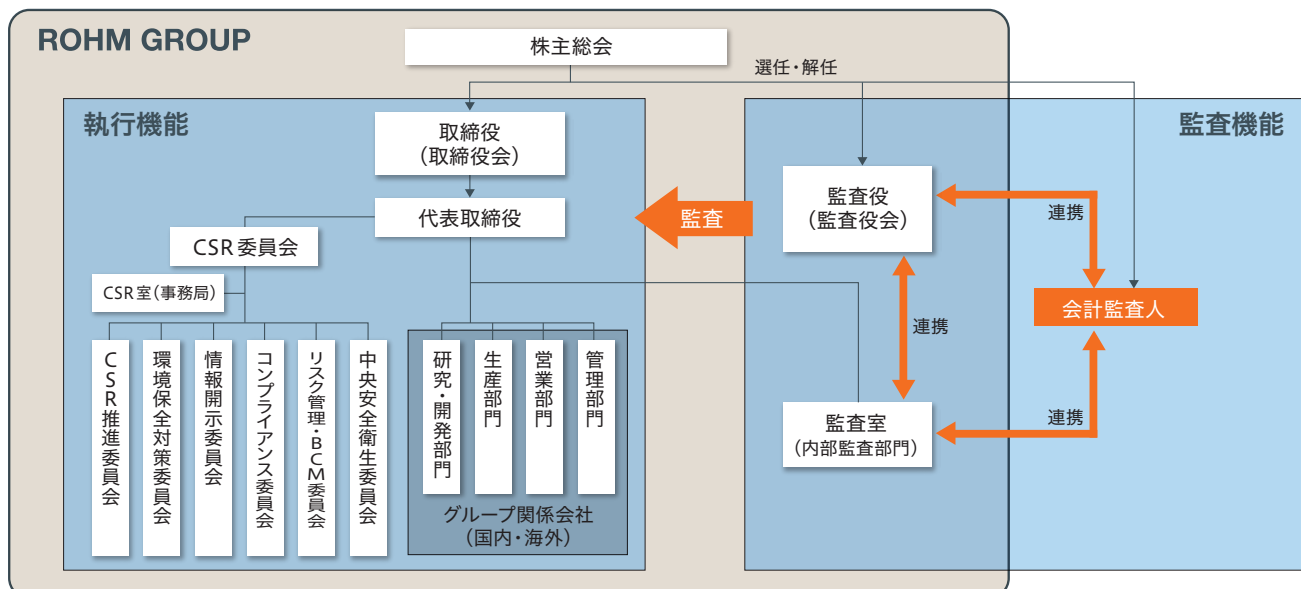 ROHM GROUP
株主総会
選任・解任
執行機能
監査機能
取締役
（取締役会）
代表取締役
監査
監査役
（監査役会）
連携
CSR委員会
CSR室（事務局）
会計監査人
連携
CSR推進委員会
環境保全対策委員会
情報開示委員会
コンプライアンス委員会
リスク管理・BCM委員会
中央安全衛生委員会
研究・開発部門
生産部門
営業部門
管理部門
グループ関係会社
（国内・海外）
監査室
（内部監査部門）
連携